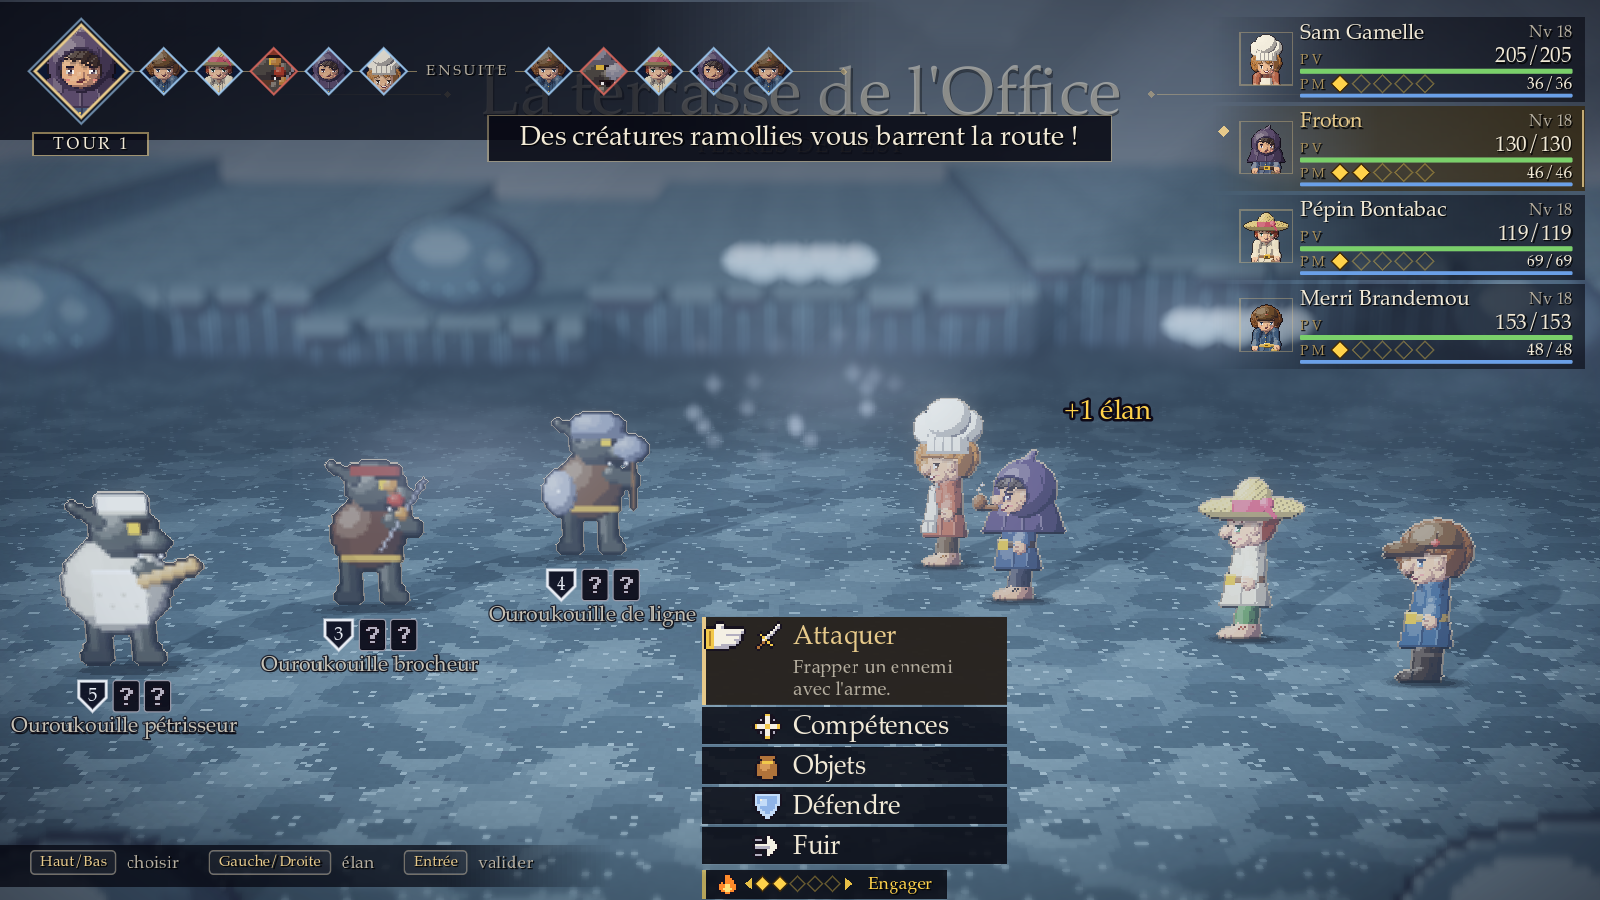 ENSUITE
La terrasse de l'Office
TOUR 1
Des créatures ramollies vous barrent la route !
Sam Gamelle Nv 18
PV 205/205
PM 36/36
Froton Nv 18
PV 130/130
PM 46/46
Pépin Bontabac Nv 18
PV 119/119
PM 69/69
Merri Brandemou Nv 18
PV 153/153
PM 48/48
+1 élan
4 ? ?
Ouroukouille de ligne
3 ? ?
Ouroukouille brocheur
5 ? ?
Ouroukouille pétrisseur
Attaquer
Frapper un ennemi
avec l'arme.
Compétences
Objets
Défendre
Fuir
Engager
Haut/Bas choisir Gauche/Droite élan Entrée valider